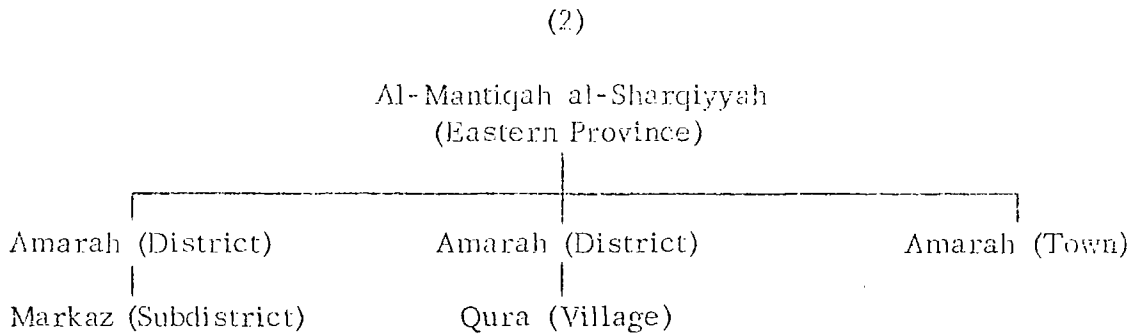 (2)
Al-Mantiqah al-Sharqiyyah
(Eastern Province)
Amarah (District) Amarah (District) Amarah (Town)
Markaz (Subdistrict) Qura (Village)